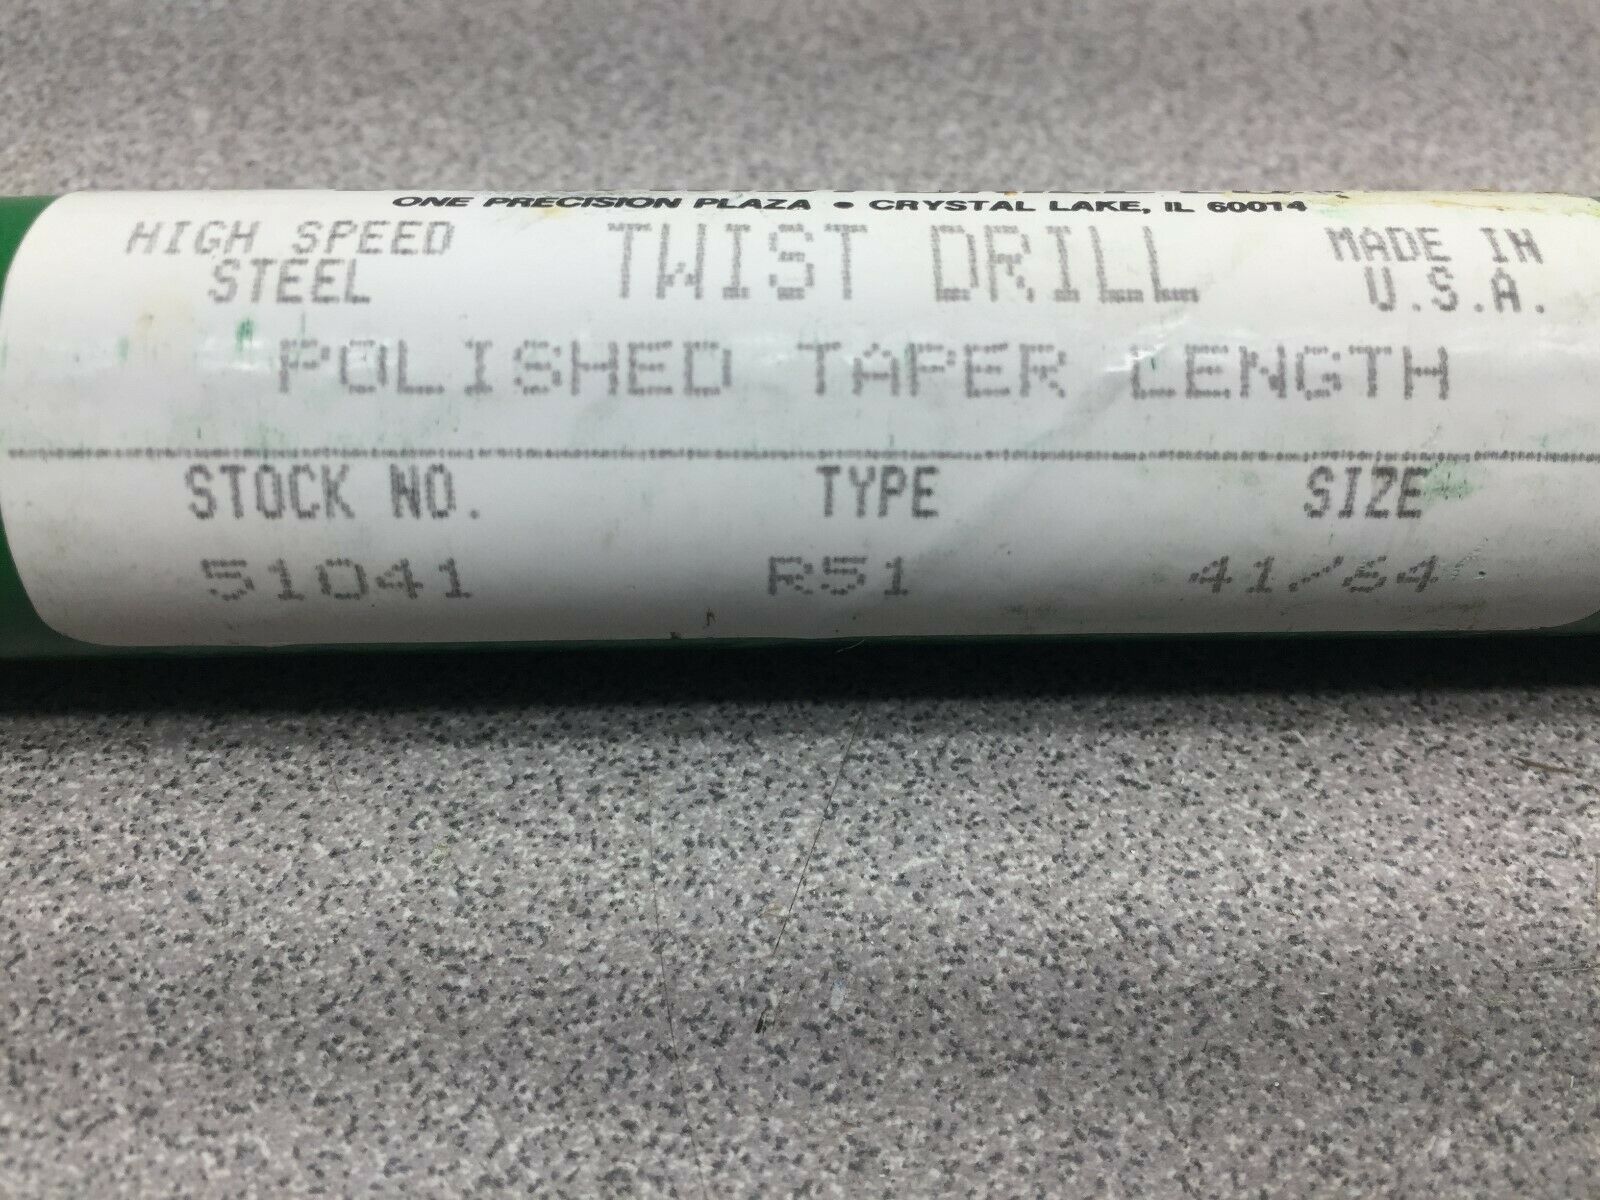 ONE PRECISION PLAZA • CRYSTAL LAKE, IL 60014
HIGH SPEED STEEL
TWIST DRILL
MADE IN U.S.A.
POLISHED TAPER LENGTH
STOCK NO. TYPE SIZE
51041 R51 41/64